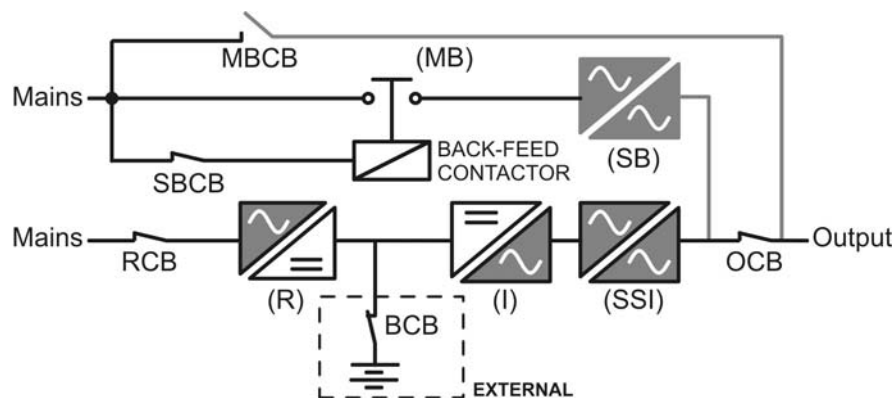 MBCB
(MB)
Mains
BACK-FEED
CONTACTOR
(SB)
SBCB
Mains
RCB
(R)
(I)
(SSI)
OCB
Output
BCB
EXTERNAL